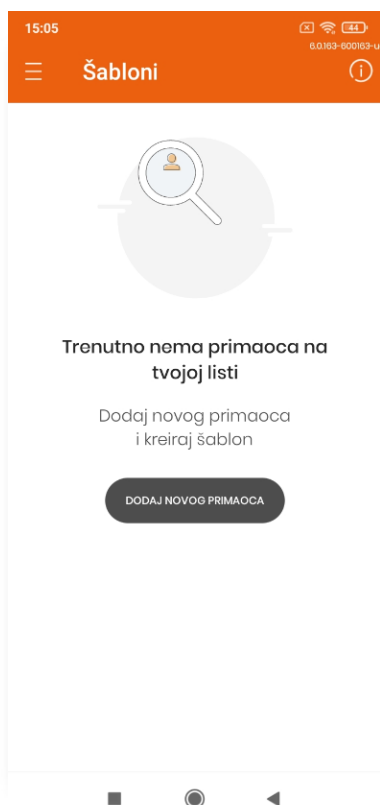 15:05
44
6.0.163-600163-u
Šabloni
Trenutno nema primaoca na
tvojoj listi
Dodaj novog primaoca
i kreiraj šablon
DODAJ NOVOG PRIMAOCA